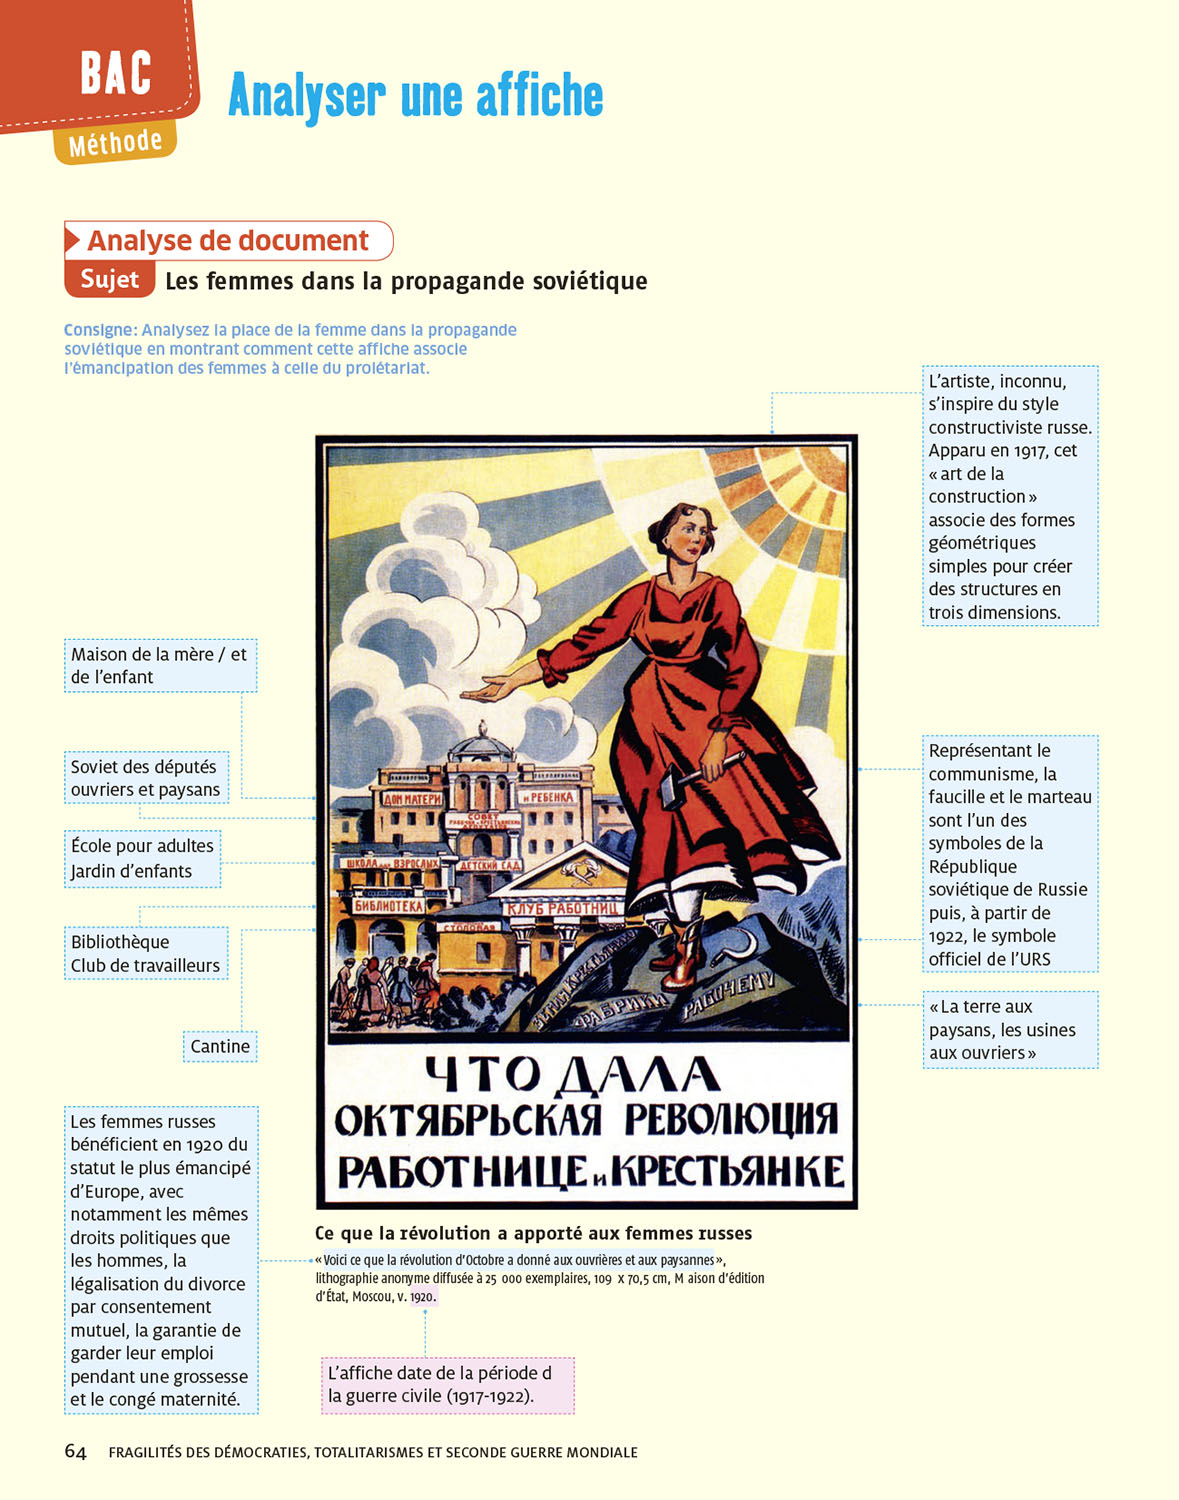 BAC
Méthode
Analyser une affiche
Analyse de document
Sujet Les femmes dans la propagande soviétique
Consigne : Analysez la place de la femme dans la propagande
soviétique en montrant comment cette affiche associe
l'émancipation des femmes à celle du prolétariat.
L'artiste, inconnu,
s'inspire du style
constructiviste russe.
Apparu en 1917, cet
« art de la
construction »
associe des formes
géométriques
simples pour créer
des structures en
trois dimensions.
Maison de la mère / et
de l'enfant
Soviet des députés
ouvriers et paysans
École pour adultes
Jardin d'enfants
Bibliothèque
Club de travailleurs
Cantine
Les femmes russes
bénéficient en 1920 du
statut le plus émancipé
d'Europe, avec
notamment les mêmes
droits politiques que
les hommes, la
légalisation du divorce
par consentement
mutuel, la garantie de
garder leur emploi
pendant une grossesse
et le congé maternité.
Représentant le
communisme, la
faucille et le marteau
sont l'un des
symboles de la
République
soviétique de Russie
puis, à partir de
1922, le symbole
officiel de l'URS
« La terre aux
paysans, les usines
aux ouvriers »
ДОМ МАТЕРИ
И РЕБЕНКА
СОВЕТ
ШКОЛА ДЛЯ ВЗРОСЛЫХ
ДЕТСКИЙ САД
БИБЛИОТЕКА
КЛУБ РАБОТНИЦ
СТОЛОВАЯ
ФАБРИКИ
РАБОЧЕМУ
ЧТО ДАЛА
ОКТЯБРЬСКАЯ РЕВОЛЮЦИЯ
РАБОТНИЦЕ и КРЕСТЬЯНКЕ
Ce que la révolution a apporté aux femmes russes
« Voici ce que la révolution d'Octobre a donné aux ouvrières et aux paysannes »,
lithographie anonyme diffusée à 25 000 exemplaires, 109 x 70,5 cm, M aison d'édition
d'État, Moscou, v. 1920.
L'affiche date de la période d
la guerre civile (1917-1922).
64 FRAGILITÉS DES DÉMOCRATIES, TOTALITARISMES ET SECONDE GUERRE MONDIALE